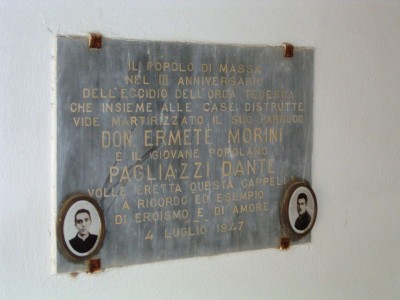 IL POPOLO DI MASSA
NEL III ANNIVERSARIO
DELL'ECCIDIO DELL'ORDA TEDESCA
CHE INSIEME ALLE CASE DISTRUTTE
VIDE MARTIRIZZATO IL SUO PARROCO
DON ERMETE MORINI
E IL GIOVANE POPOLANO
PAGLIAZZI DANTE
VOLLE ERETTA QUESTA CAPPELLA
A RICORDO ED ESEMPIO
DI EROISMO E DI AMORE
4 LUGLIO 1947